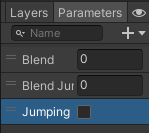 Layers Parameters
Name
Blend 0
Blend Jur 0
Jumping